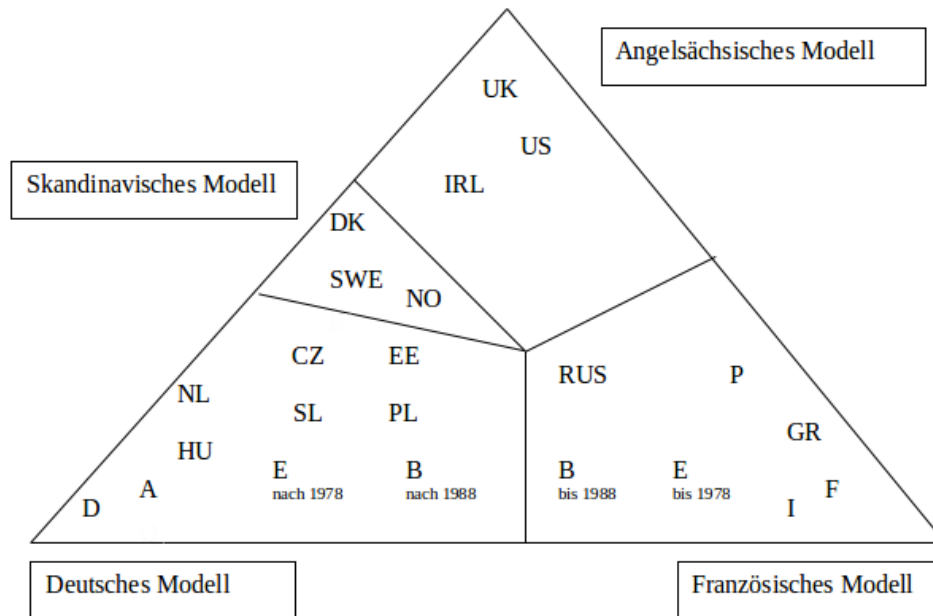 Angelsächsisches Modell
UK
US
Skandinavisches Modell
IRL
DK
SWE
NO
CZ
EE
RUS
P
NL
SL
PL
GR
HU
E
nach 1978
B
nach 1988
B
bis 1988
E
bis 1978
F
A
D
I
Deutsches Modell
Französisches Modell